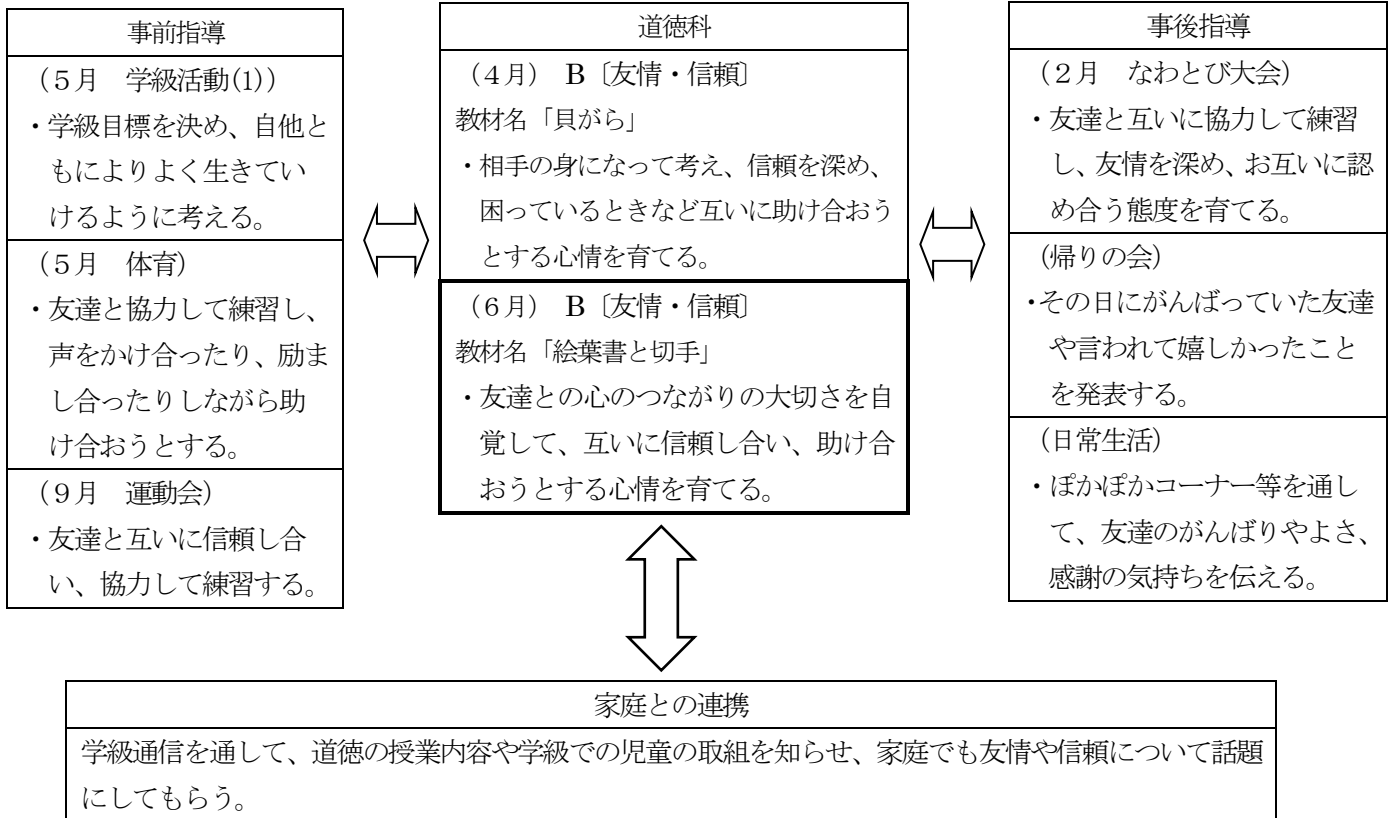 事前指導
(5月 学級活動(1))
・学級目標を決め、自他と
もによりよく生きてい
けるように考える。
(5月 体育)
・友達と協力して練習し、
声をかけ合ったり、励ま
し合ったりしながら助
け合おうとする。
(9月 運動会)
・友達と互いに信頼し合
い、協力して練習する。
道徳科
(4月) B〔友情・信頼〕
教材名「貝がら」
・相手の身になって考え、信頼を深め、
困っているときなど互いに助け合おう
とする心情を育てる。
(6月) B〔友情・信頼〕
教材名「絵葉書と切手」
・友達との心のつながりの大切さを自
覚して、互いに信頼し合い、助け合
おうとする心情を育てる。
事後指導
(2月 なわとび大会)
・友達と互いに協力して練習
し、友情を深め、お互いに認
め合う態度を育てる。
(帰りの会)
・その日にがんばっていた友達
や言われて嬉しかったこと
を発表する。
(日常生活)
・ぽかぽかコーナー等を通し
て、友達のがんばりやよさ、
感謝の気持ちを伝える。
家庭との連携
学級通信を通して、道徳の授業内容や学級での児童の取組を知らせ、家庭でも友情や信頼について話題
にしてもらう。